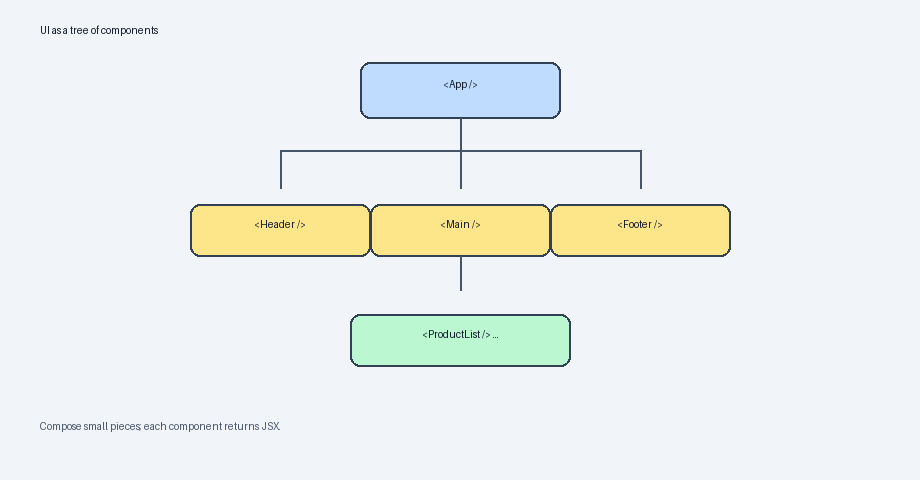 UI as a tree of components
<App />
<Header />
<Main />
<Footer />
<ProductList /> ...
Compose small pieces; each component returns JSX.